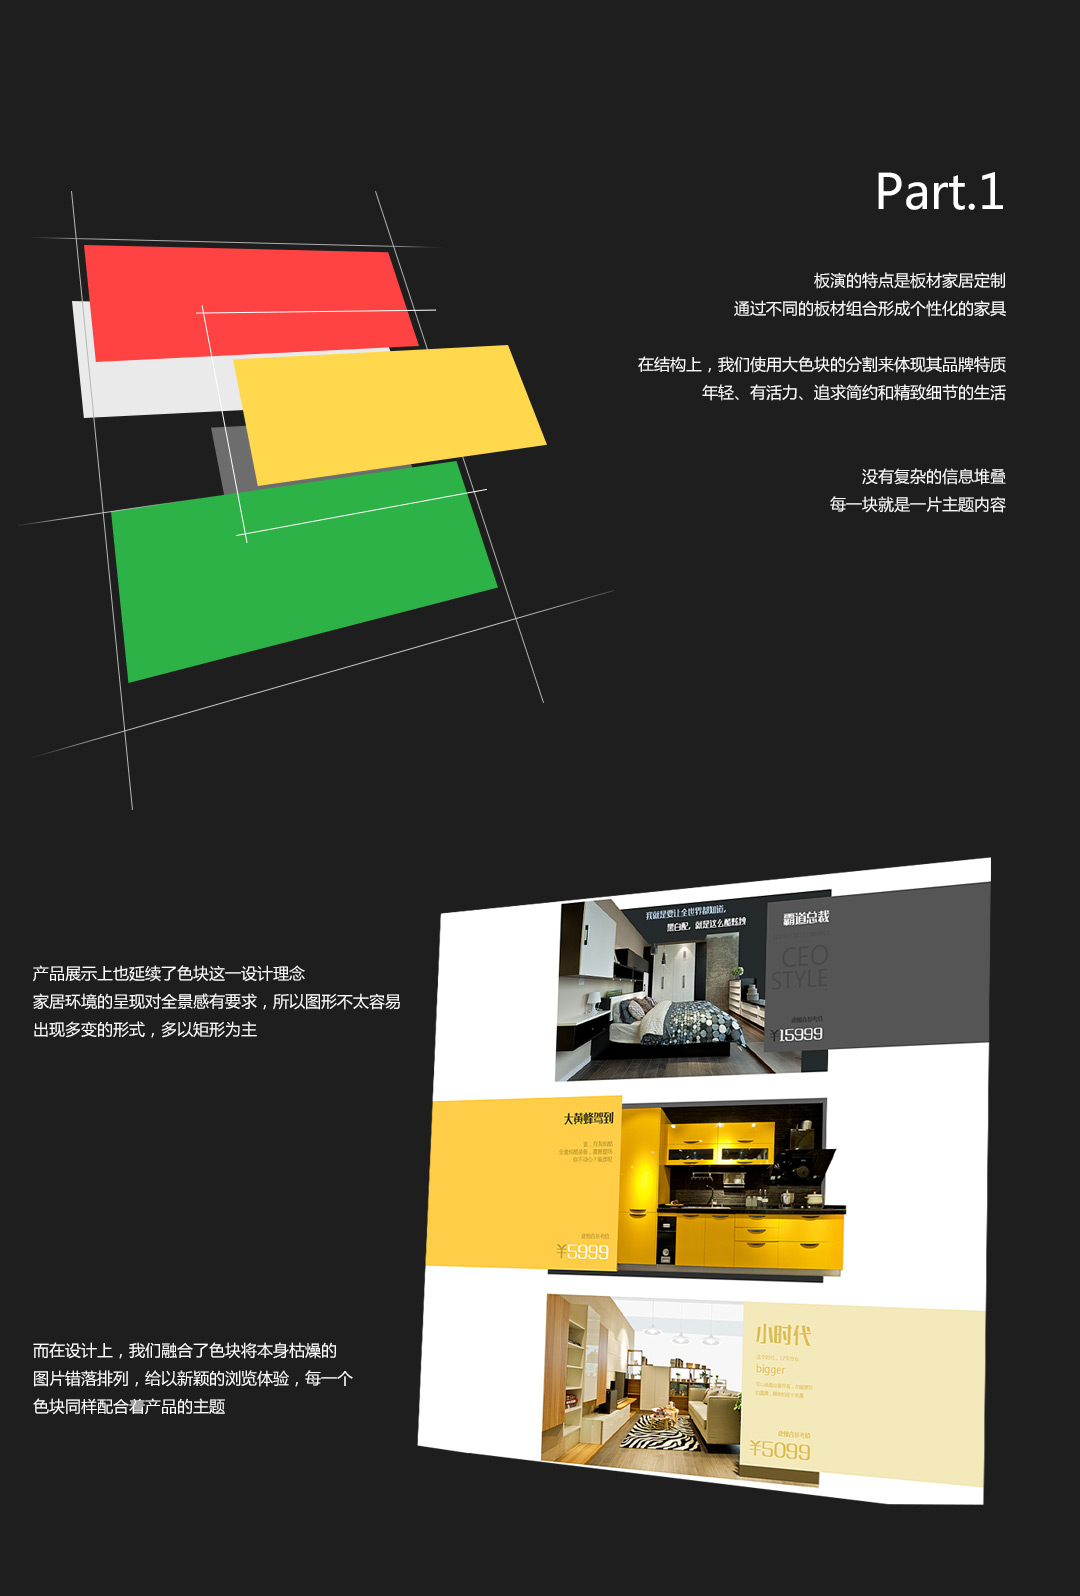 Part.1
板演的特点是板材家居定制
通过不同的板材组合形成个性化的家具
在结构上，我们使用大色块的分割来体现其品牌特质
年轻、有活力、追求简约和精致细节的生活
没有复杂的信息堆叠
每一块就是一片主题内容
产品展示上也延续了色块这一设计理念
家居环境的呈现对全景感有要求，所以图形不太容易
出现多变的形式，多以矩形为主
而在设计上，我们融合了色块将本身枯燥的
图片错落排列，给以新颖的浏览体验，每一个
色块同样配合着产品的主题
我就是要让全世界都知道，
黑白配，就是这么酷炫拽
霸道总裁
CEO
STYLE
¥15999
大黄蜂驾到
¥5999
小时代
bigger
¥5099